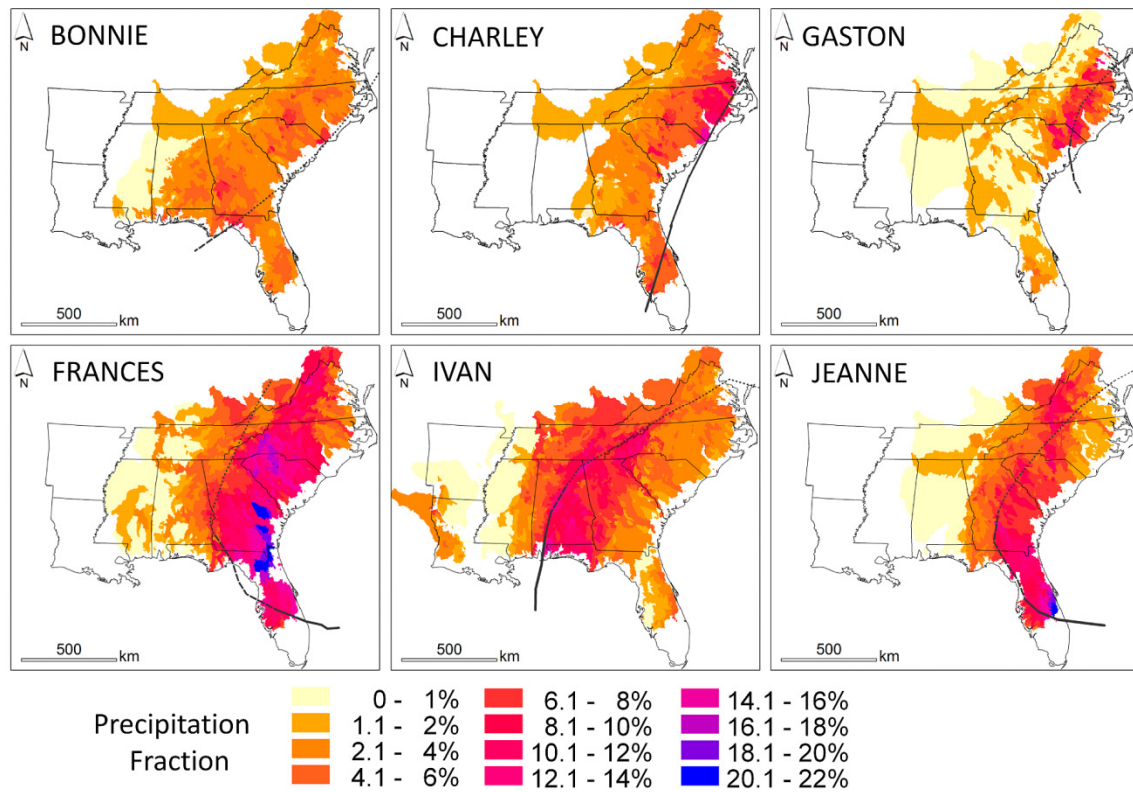 BONNIE
N
500
km
CHARLEY
N
500
km
GASTON
N
500
km
FRANCES
N
500
km
IVAN
N
500
km
JEANNE
N
500
km
Precipitation
Fraction
0 - 1%
1.1 - 2%
2.1 - 4%
4.1 - 6%
6.1 - 8%
8.1 - 10%
10.1 - 12%
12.1 - 14%
14.1 - 16%
16.1 - 18%
18.1 - 20%
20.1 - 22%